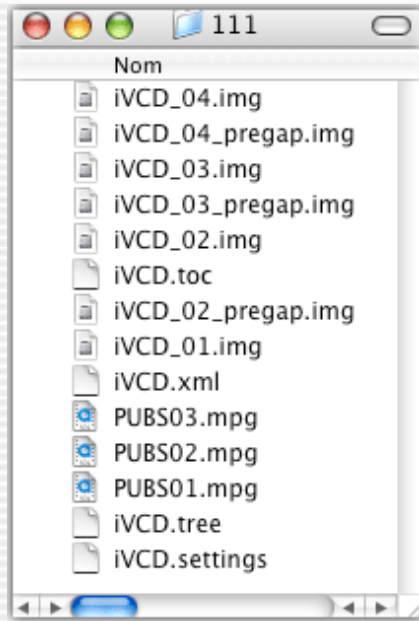 111
Nom
iVCD_04.img
iVCD_04_pregap.img
iVCD_03.img
iVCD_03_pregap.img
iVCD_02.img
iVCD.toc
iVCD_02_pregap.img
iVCD_01.img
iVCD.xml
PUBS03.mpg
PUBS02.mpg
PUBS01.mpg
iVCD.tree
iVCD.settings